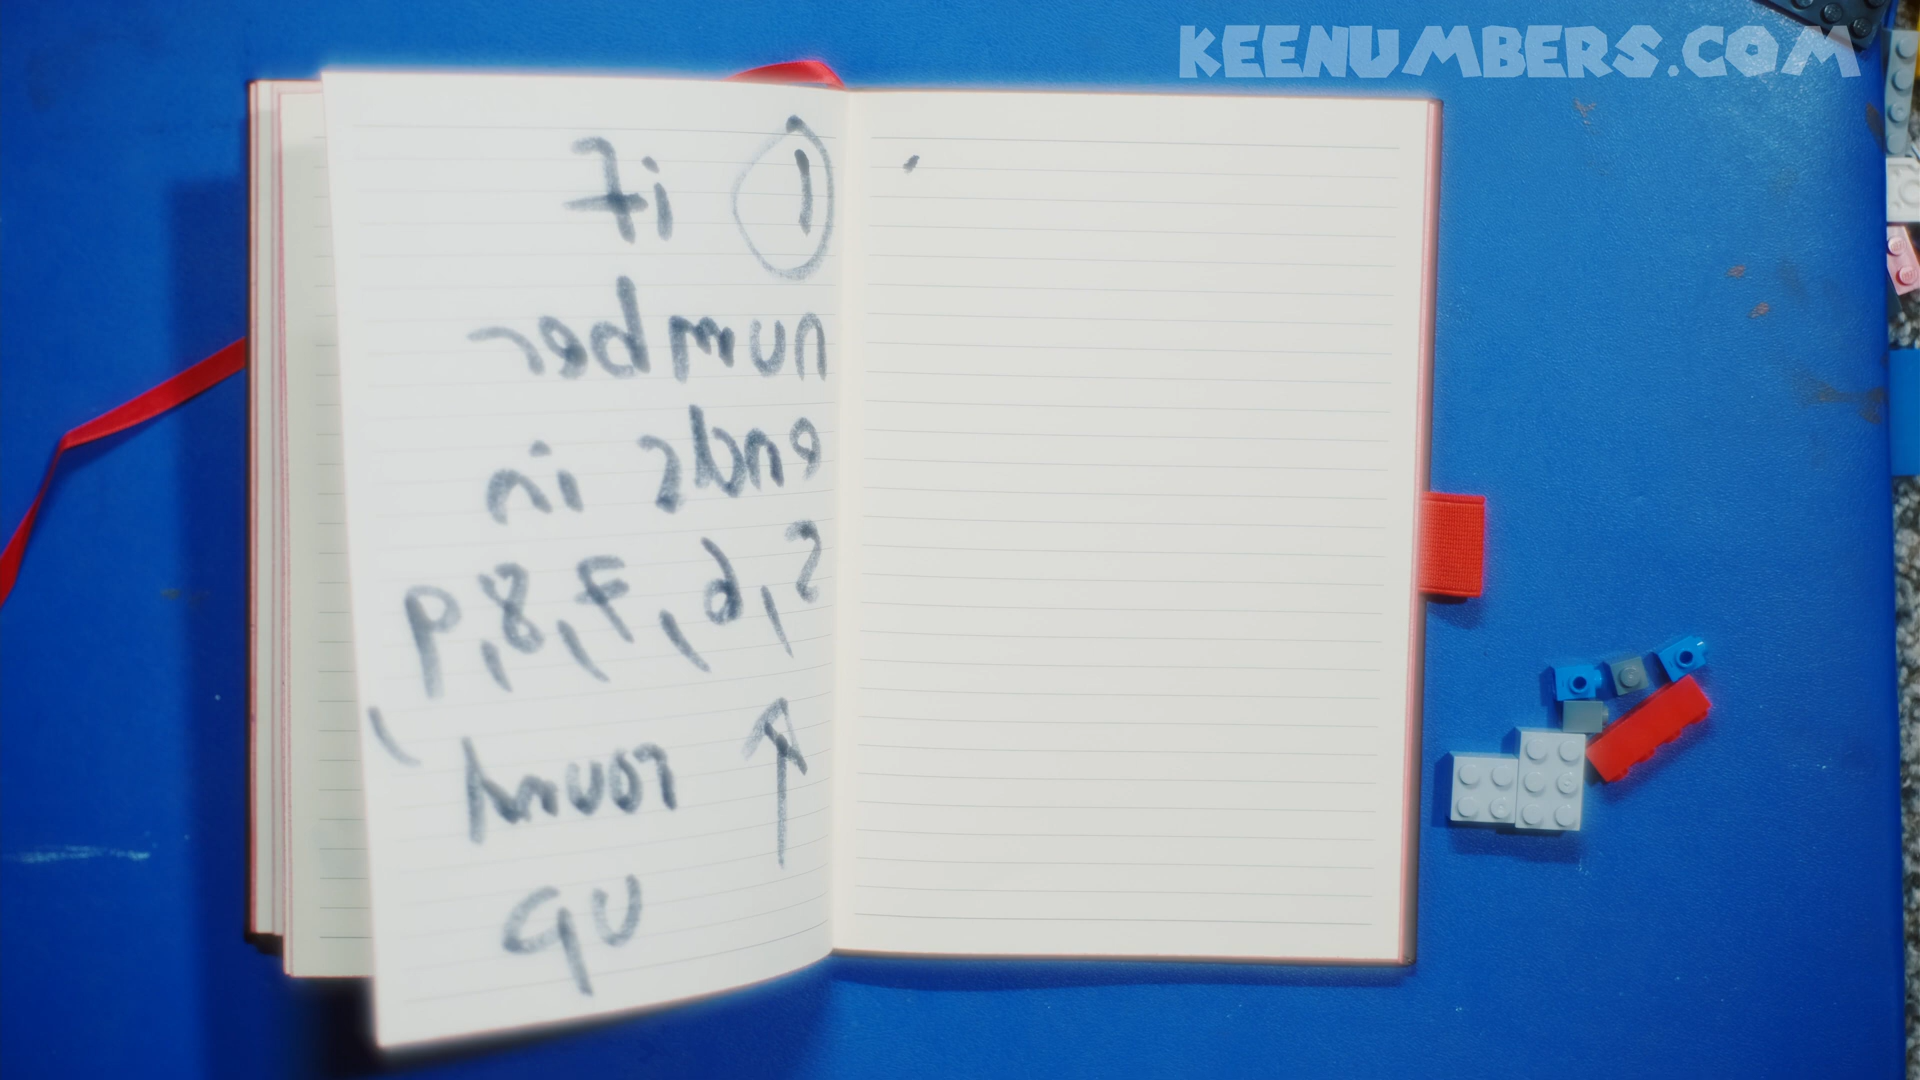 KEENUMBERS.COM
① if
number
ends in
5, 6, 7, 8, 9,
↑ round
up